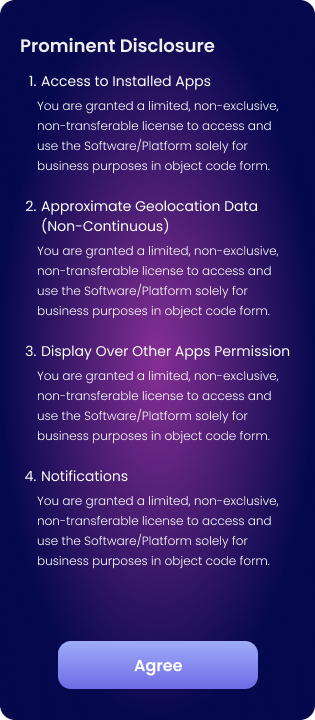 Prominent Disclosure
1. Access to Installed Apps
You are granted a limited, non-exclusive,
non-transferable license to access and
use the Software/Platform solely for
business purposes in object code form.
2. Approximate Geolocation Data
(Non-Continuous)
You are granted a limited, non-exclusive,
non-transferable license to access and
use the Software/Platform solely for
business purposes in object code form.
3. Display Over Other Apps Permission
You are granted a limited, non-exclusive,
non-transferable license to access and
use the Software/Platform solely for
business purposes in object code form.
4. Notifications
You are granted a limited, non-exclusive,
non-transferable license to access and
use the Software/Platform solely for
business purposes in object code form.
Agree